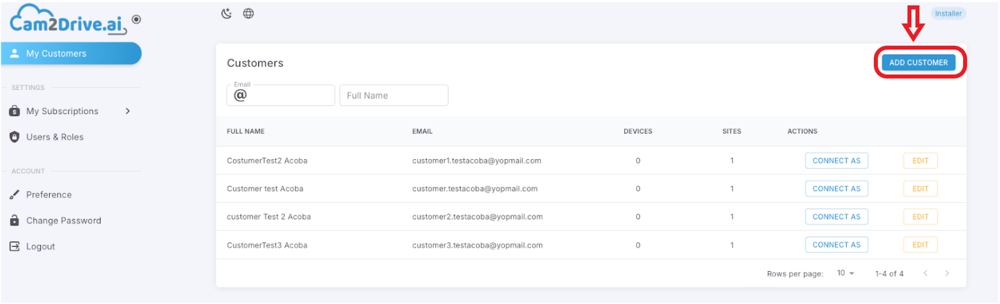 Cam2Drive.ai
Installer
My Customers
Customers
ADD CUSTOMER
Email
@
Full Name
SETTINGS
My Subscriptions
Users & Roles
ACCOUNT
Preference
Change Password
Logout
FULL NAME EMAIL DEVICES SITES ACTIONS
CostumerTest2 Acoba customer1.testacoba@yopmail.com 0 1 CONNECT AS EDIT
Customer test Acoba customer.testacoba@yopmail.com 0 1 CONNECT AS EDIT
customer Test 2 Acoba customer2.testacoba@yopmail.com 0 1 CONNECT AS EDIT
CustomerTest3 Acoba customer3.testacoba@yopmail.com 0 1 CONNECT AS EDIT
Rows per page: 10 1-4 of 4